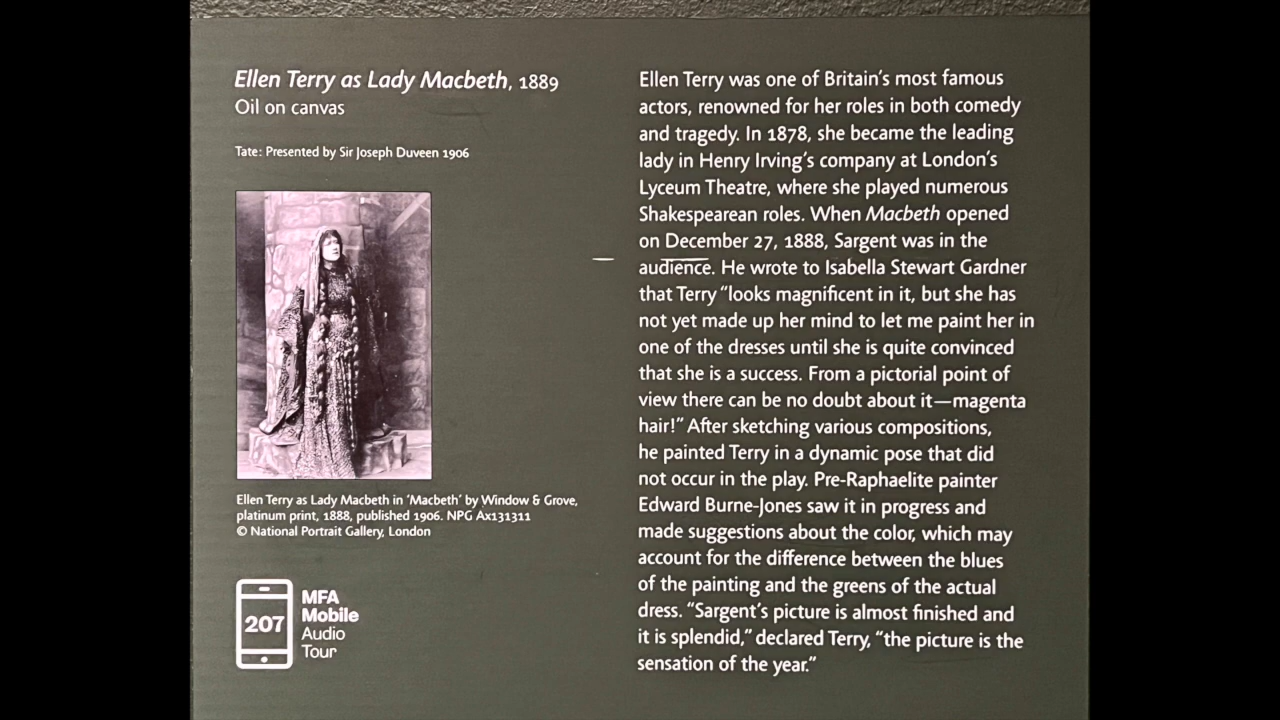 Ellen Terry as Lady Macbeth, 1889
Oil on canvas
Tate: Presented by Sir Joseph Duveen 1906
Ellen Terry as Lady Macbeth in ‘Macbeth’ by Window & Grove,
platinum print, 1888, published 1906. NPG Ax131311
© National Portrait Gallery, London
207
MFA
Mobile
Audio
Tour
Ellen Terry was one of Britain’s most famous
actors, renowned for her roles in both comedy
and tragedy. In 1878, she became the leading
lady in Henry Irving’s company at London’s
Lyceum Theatre, where she played numerous
Shakespearean roles. When Macbeth opened
on December 27, 1888, Sargent was in the
audience. He wrote to Isabella Stewart Gardner
that Terry “looks magnificent in it, but she has
not yet made up her mind to let me paint her in
one of the dresses until she is quite convinced
that she is a success. From a pictorial point of
view there can be no doubt about it—magenta
hair!” After sketching various compositions,
he painted Terry in a dynamic pose that did
not occur in the play. Pre-Raphaelite painter
Edward Burne-Jones saw it in progress and
made suggestions about the color, which may
account for the difference between the blues
of the painting and the greens of the actual
dress. “Sargent’s picture is almost finished and
it is splendid,” declared Terry, “the picture is the
sensation of the year.”